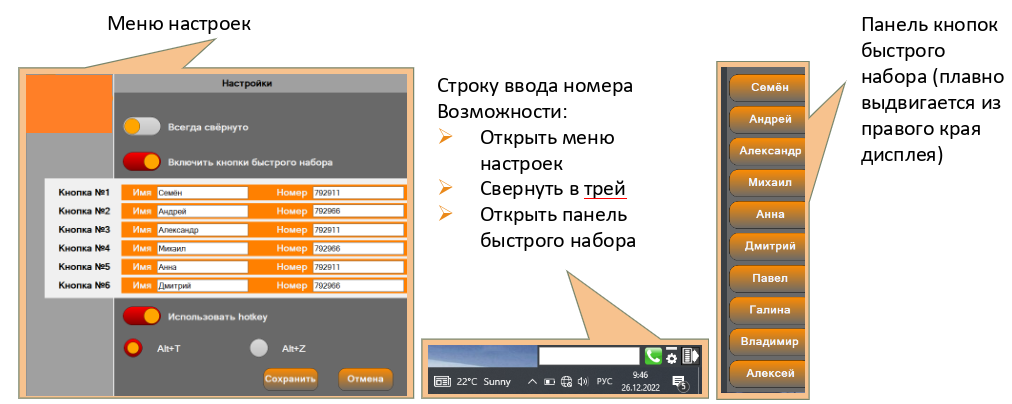 Меню настроек
Настройки
Всегда свёрнуто
Включить кнопки быстрого набора
Кнопка №1 Имя Семён Номер 792911
Кнопка №2 Имя Андрей Номер 792966
Кнопка №3 Имя Александр Номер 792911
Кнопка №4 Имя Михаил Номер 792966
Кнопка №5 Имя Анна Номер 792911
Кнопка №6 Имя Дмитрий Номер 792966
Использовать hotkey
Alt+T Alt+Z
Сохранить Отмена
Строку ввода номера
Возможности:
Открыть меню
настроек
Свернуть в трей
Открыть панель
быстрого набора
22°C Sunny РУС 9:46
26.12.2022
5
Семён
Андрей
Александр
Михаил
Анна
Дмитрий
Павел
Галина
Владимир
Алексей
Панель кнопок
быстрого
набора (плавно
выдвигается из
правого края
дисплея)